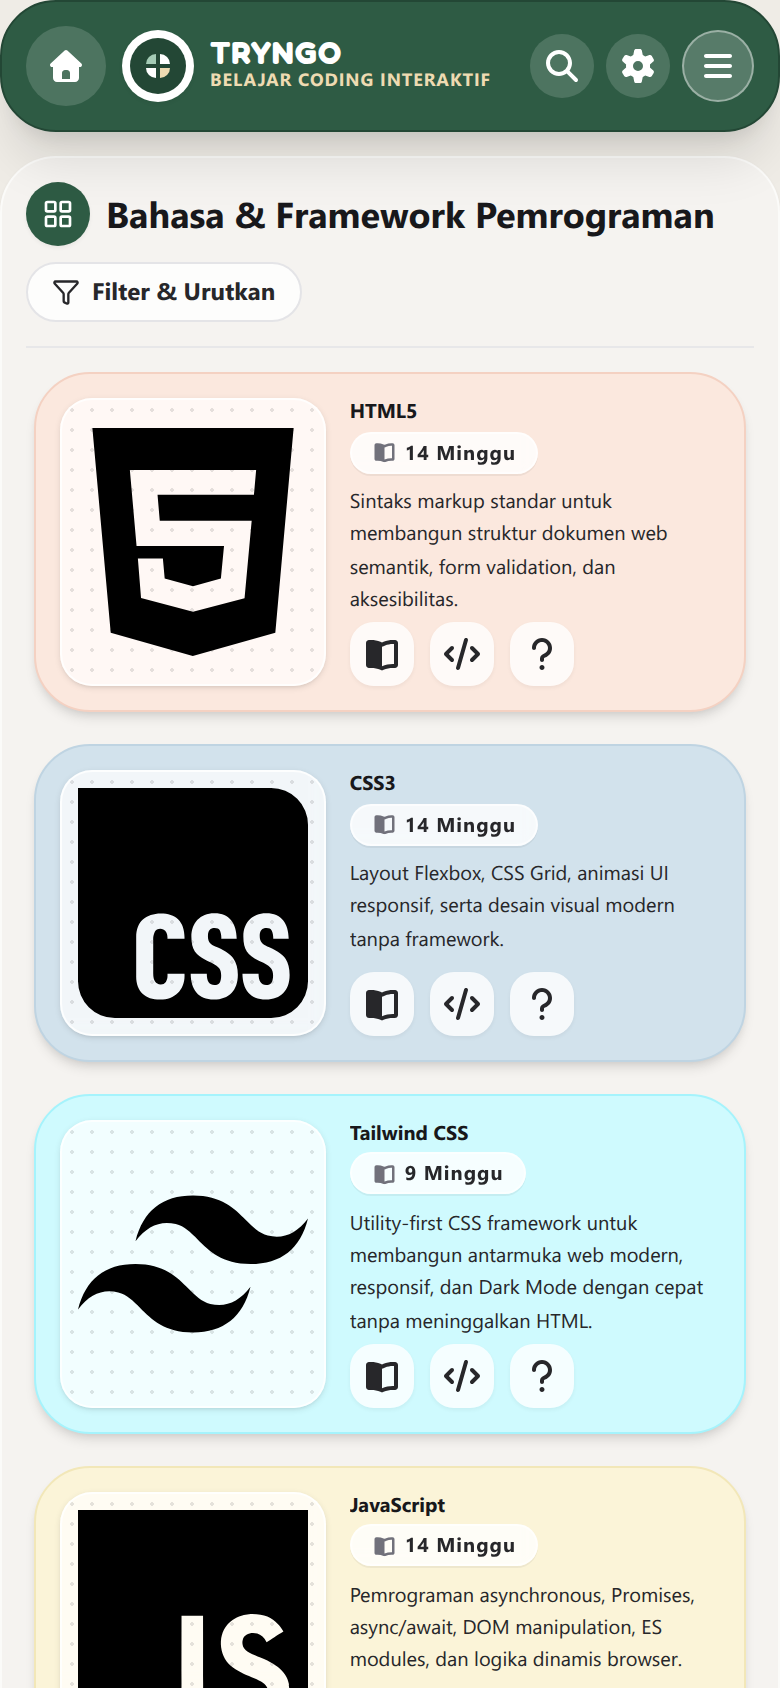 TRYNGO
BELAJAR CODING INTERAKTIF
Bahasa & Framework Pemrograman
Filter & Urutkan
HTML5
14 Minggu
Sintaks markup standar untuk
membangun struktur dokumen web
semantik, form validation, dan
aksesibilitas.
CSS
CSS3
14 Minggu
Layout Flexbox, CSS Grid, animasi UI
responsif, serta desain visual modern
tanpa framework.
Tailwind CSS
9 Minggu
Utility-first CSS framework untuk
membangun antarmuka web modern,
responsif, dan Dark Mode dengan cepat
tanpa meninggalkan HTML.
JS
JavaScript
14 Minggu
Pemrograman asynchronous, Promises,
async/await, DOM manipulation, ES
modules, dan logika dinamis browser.